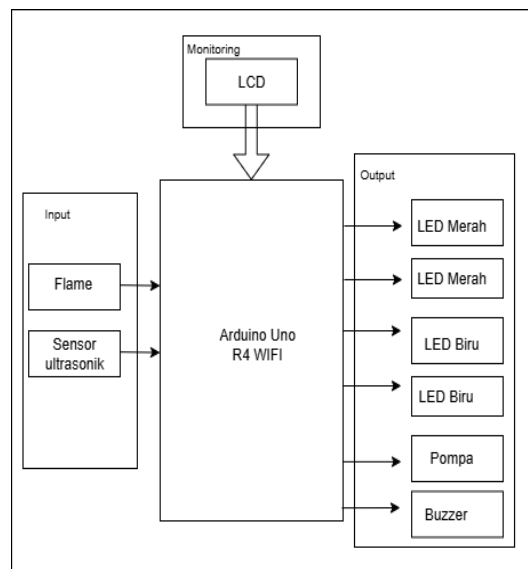 Monitoring
LCD
Input
Flame
Sensor
ultrasonik
Arduino Uno
R4 WIFI
Output
LED Merah
LED Merah
LED Biru
LED Biru
Pompa
Buzzer